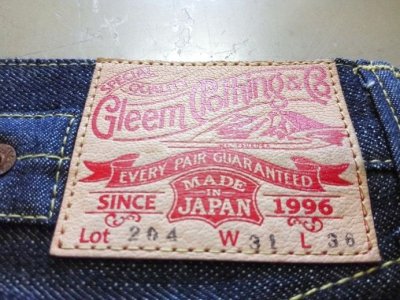 SPECIAL QUALITY
Gleem Clothing & Co
EVERY PAIR GUARANTEED
MADE IN JAPAN
SINCE 1996
Lot 204 W 31 L 36